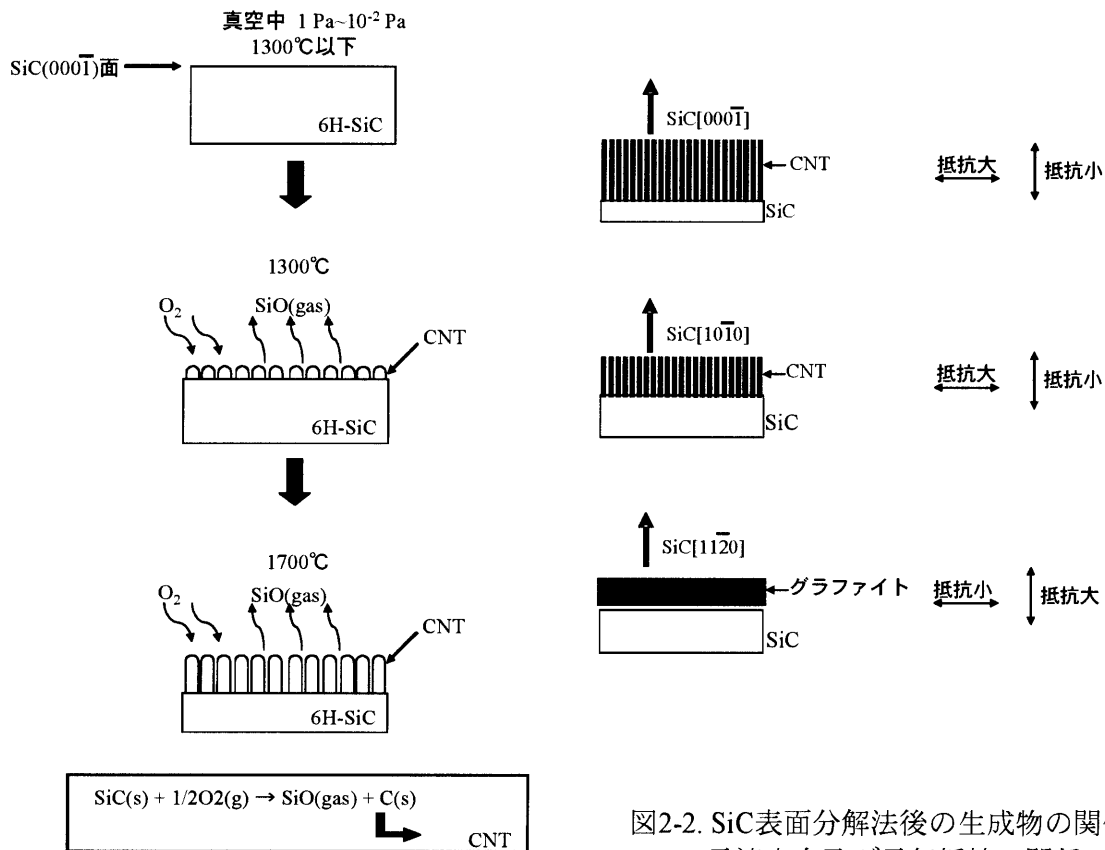 真空中 1 Pa~10-2 Pa
1300℃以下
SiC(0001̅)面
6H-SiC
1300℃
O2
SiO(gas)
CNT
6H-SiC
1700℃
O2
SiO(gas)
CNT
6H-SiC
SiC(s) + 1/2O2(g) → SiO(gas) + C(s)
CNT
SiC[0001̅]
CNT
SiC
抵抗大
抵抗小
SiC[101̅0]
CNT
SiC
抵抗大
抵抗小
SiC[112̅0]
グラファイト
SiC
抵抗小
抵抗大
図2-2. SiC表面分解法後の生成物の関